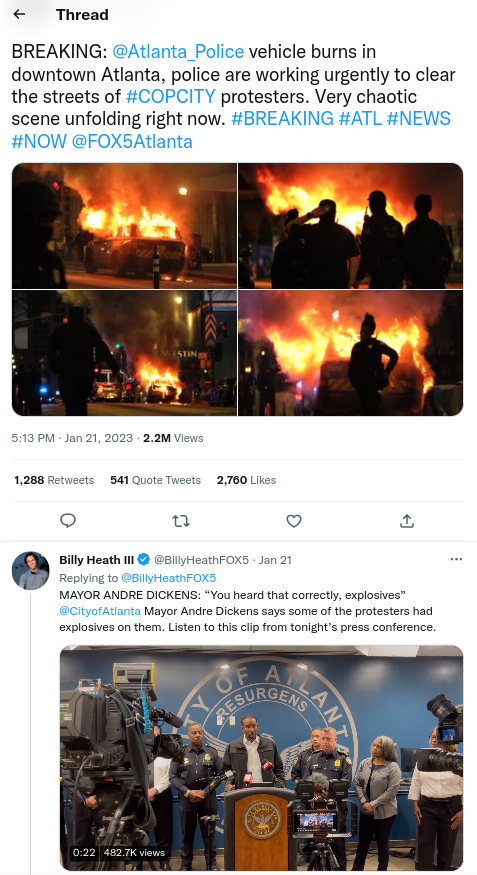 Thread
BREAKING: @Atlanta_Police vehicle burns in
downtown Atlanta, police are working urgently to clear
the streets of #COPCITY protesters. Very chaotic
scene unfolding right now. #BREAKING #ATL #NEWS
#NOW @FOX5Atlanta
5:13 PM · Jan 21, 2023 · 2.2M Views
1,288 Retweets 541 Quote Tweets 2,760 Likes
Billy Heath III @BillyHeathFOX5 · Jan 21
Replying to @BillyHeathFOX5
MAYOR ANDRE DICKENS: “You heard that correctly, explosives”
@CityofAtlanta Mayor Andre Dickens says some of the protesters had
explosives on them. Listen to this clip from tonight’s press conference.
TY OF ATLANT
RESURGENS
0:22 482.7K views